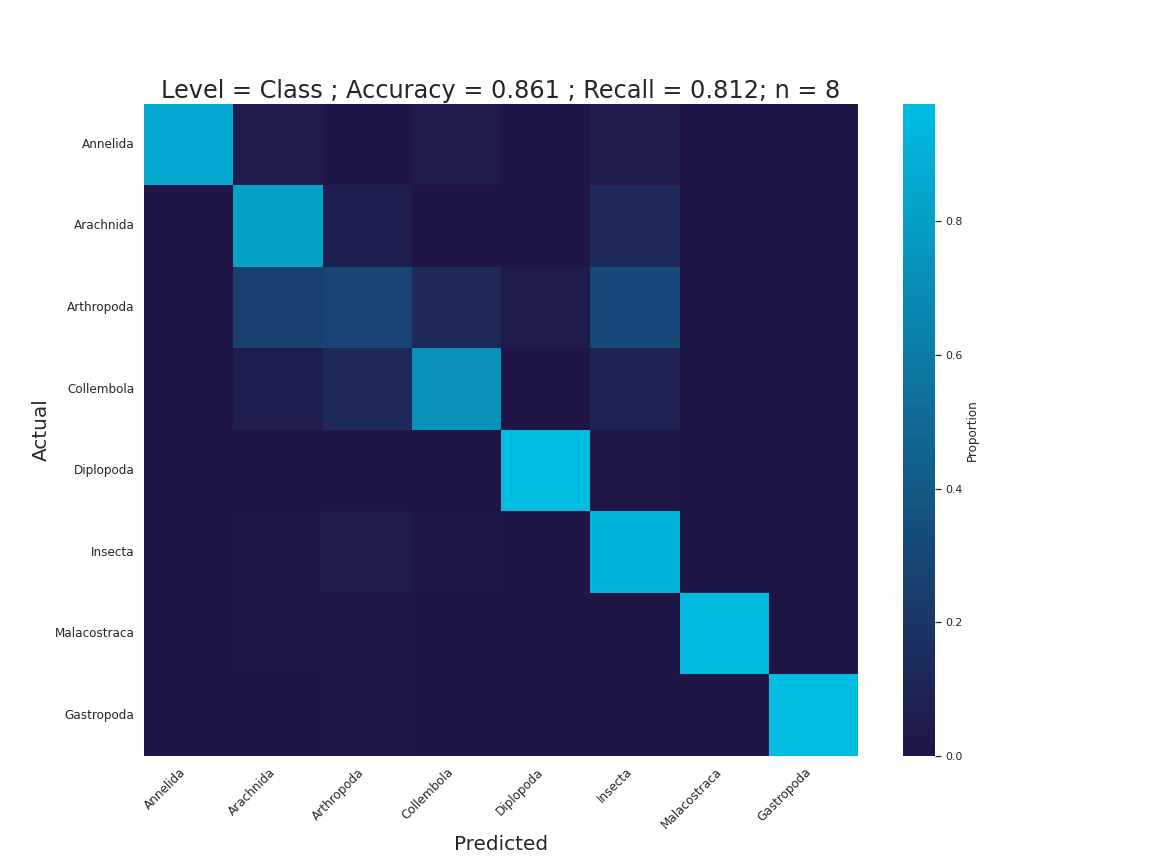 Level = Class ; Accuracy = 0.861 ; Recall = 0.812; n = 8
Annelida
Arachnida
Arthropoda
Collembola
Diplopoda
Insecta
Malacostraca
Gastropoda
Actual
Annelida
Arachnida
Arthropoda
Collembola
Diplopoda
Insecta
Malacostraca
Gastropoda
Predicted
0.8
0.6
0.4
0.2
0.0
Proportion